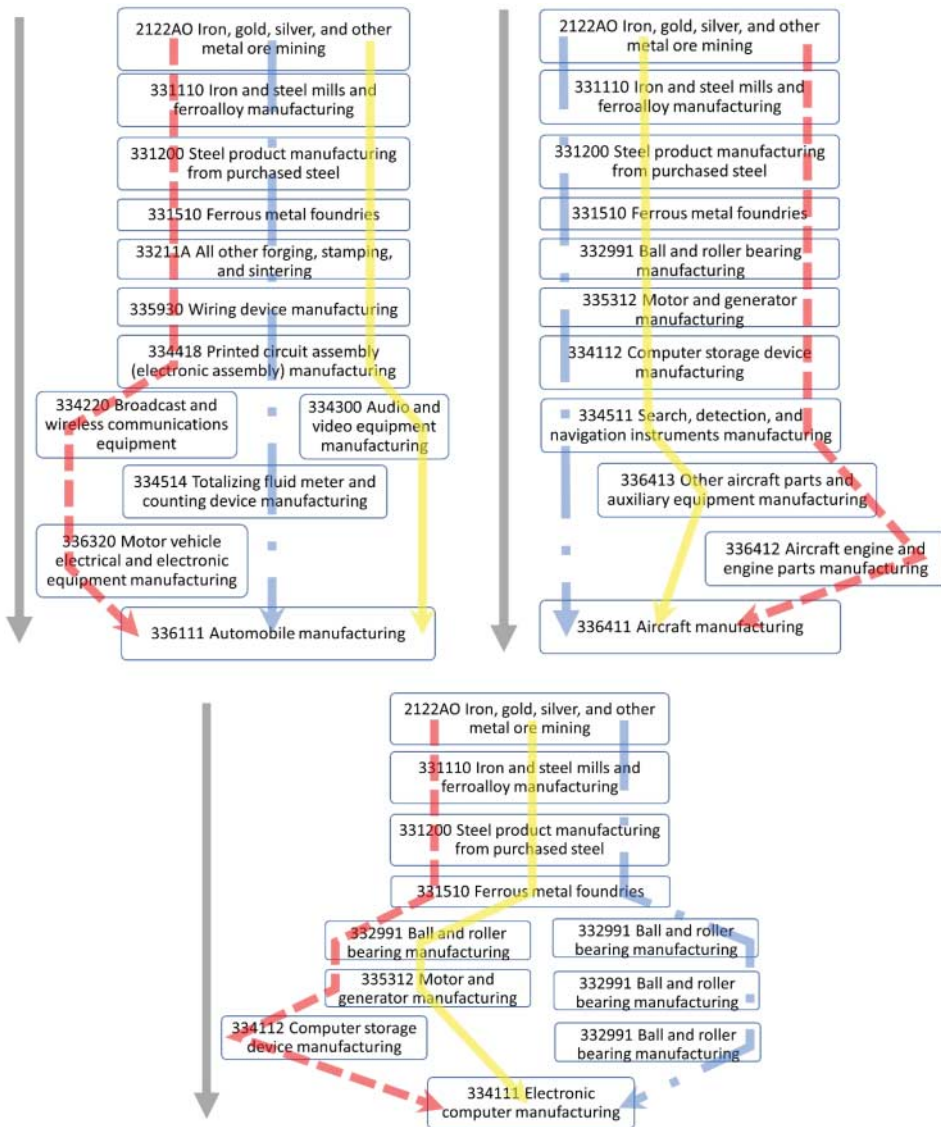 2122AO Iron, gold, silver, and other
metal ore mining
331110 Iron and steel mills and
ferroalloy manufacturing
331200 Steel product manufacturing
from purchased steel
331510 Ferrous metal foundries
33211A All other forging, stamping,
and sintering
335930 Wiring device manufacturing
334418 Printed circuit assembly
(electronic assembly) manufacturing
334220 Broadcast and
wireless communications
equipment
334300 Audio and
video equipment
manufacturing
334514 Totalizing fluid meter and
counting device manufacturing
336320 Motor vehicle
electrical and electronic
equipment manufacturing
336111 Automobile manufacturing
2122AO Iron, gold, silver, and other
metal ore mining
331110 Iron and steel mills and
ferroalloy manufacturing
331200 Steel product manufacturing
from purchased steel
331510 Ferrous metal foundries
332991 Ball and roller bearing
manufacturing
335312 Motor and generator
manufacturing
334112 Computer storage device
manufacturing
334511 Search, detection, and
navigation instruments manufacturing
336413 Other aircraft parts and
auxiliary equipment manufacturing
336412 Aircraft engine and
engine parts manufacturing
336411 Aircraft manufacturing
2122AO Iron, gold, silver, and other
metal ore mining
331110 Iron and steel mills and
ferroalloy manufacturing
331200 Steel product manufacturing
from purchased steel
331510 Ferrous metal foundries
332991 Ball and roller
bearing manufacturing
335312 Motor and
generator manufacturing
334112 Computer storage
device manufacturing
332991 Ball and roller
bearing manufacturing
332991 Ball and roller
bearing manufacturing
332991 Ball and roller
bearing manufacturing
334111 Electronic
computer manufacturing